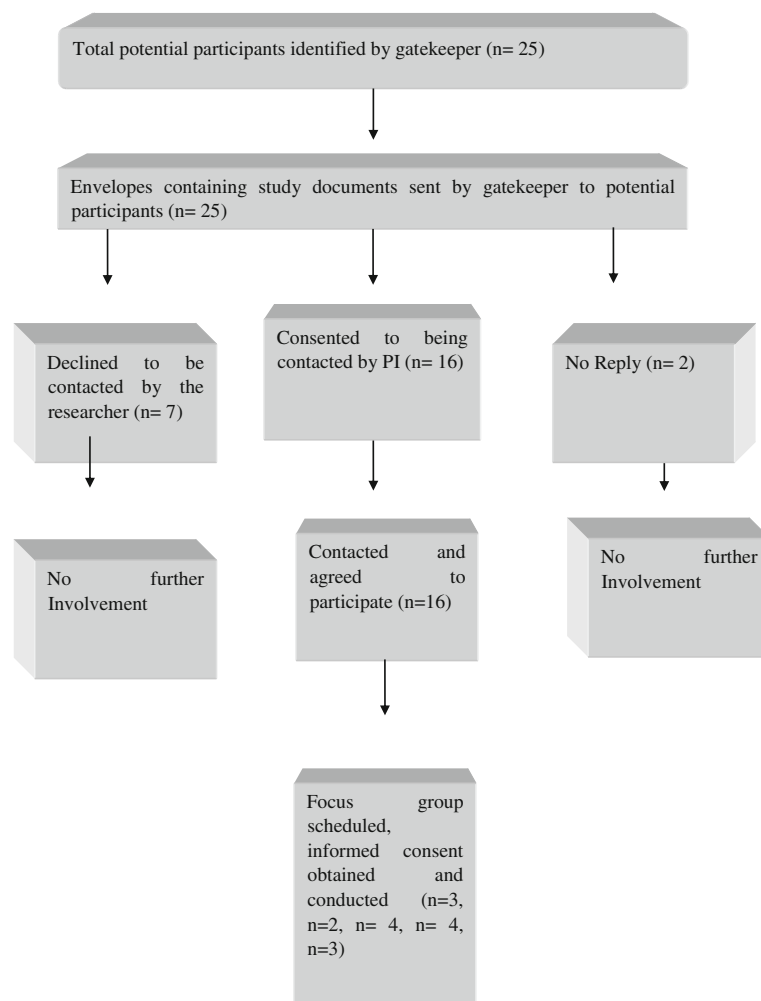 Total potential participants identified by gatekeeper (n= 25)
Envelopes containing study documents sent by gatekeeper to potential
participants (n= 25)
Declined to be
contacted by the
researcher (n= 7)
Consented to being
contacted by PI (n= 16)
No Reply (n= 2)
No further
Involvement
Contacted and
agreed to
participate (n=16)
No further
Involvement
Focus group
scheduled,
informed consent
obtained and
conducted (n=3,
n=2, n= 4, n= 4,
n=3)